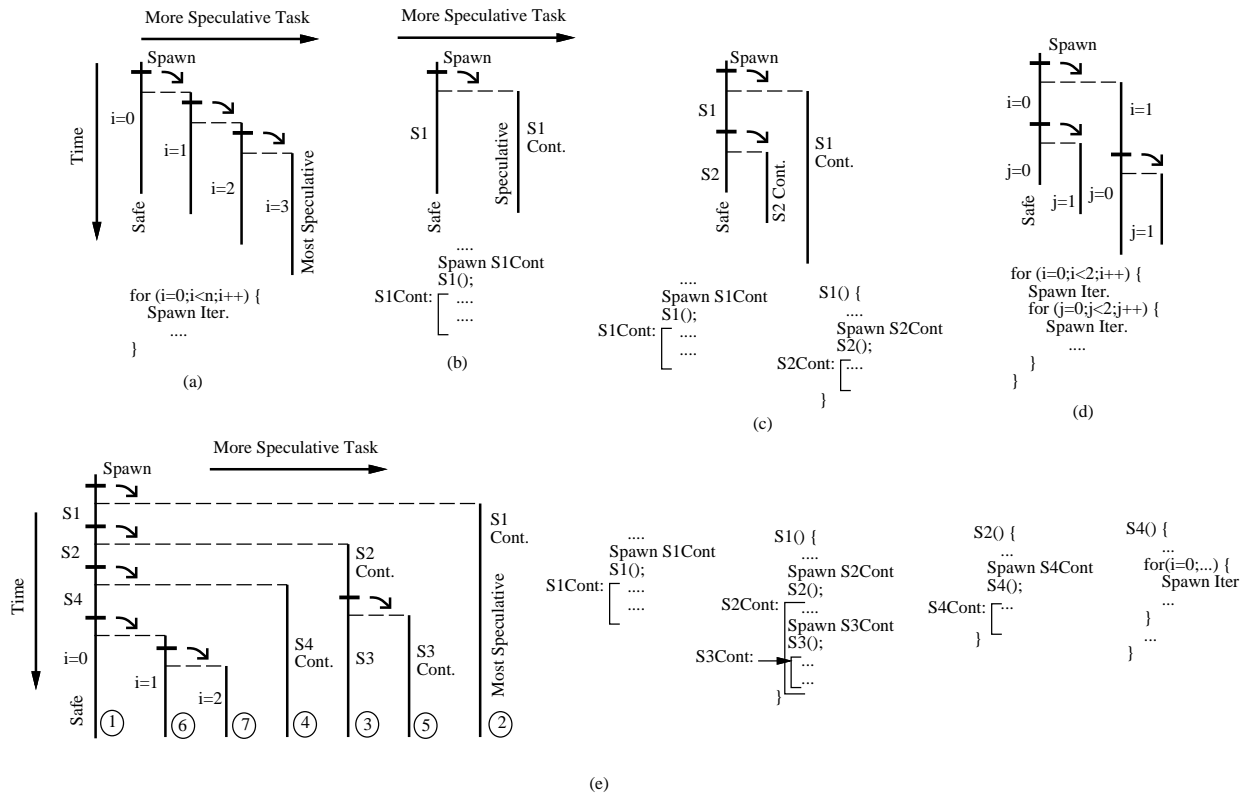 More Speculative Task
Spawn
Time
i=0
i=1
i=2
i=3
Safe
Most Speculative
for (i=0;i<n;i++) {
Spawn Iter.
....
}
(a)
More Speculative Task
Spawn
S1
Speculative
S1
Cont.
Safe
....
Spawn S1Cont
S1();
S1Cont:
....
....
(b)
Spawn
S1
S2
S2 Cont.
S1
Cont.
Safe
....
Spawn S1Cont
S1();
S1Cont:
....
....
S1() {
....
Spawn S2Cont
S2();
S2Cont:
....
}
(c)
Spawn
i=0
i=1
j=0
j=1
j=0
j=1
Safe
for (i=0;i<2;i++) {
Spawn Iter.
for (j=0;j<2;j++) {
Spawn Iter.
....
}
}
(d)
More Speculative Task
Spawn
Time
S1
S2
S4
i=0
Safe
i=1
i=2
S4
Cont.
S2
Cont.
S3
S3
Cont.
S1
Cont.
Most Speculative
1
6
7
4
3
5
2
....
Spawn S1Cont
S1();
S1Cont:
....
....
S1() {
....
Spawn S2Cont
S2();
S2Cont:
....
Spawn S3Cont
S3();
S3Cont:
...
...
}
S2() {
...
Spawn S4Cont
S4();
S4Cont:
...
}
S4() {
...
for(i=0;...) {
Spawn Iter
...
}
...
}
(e)